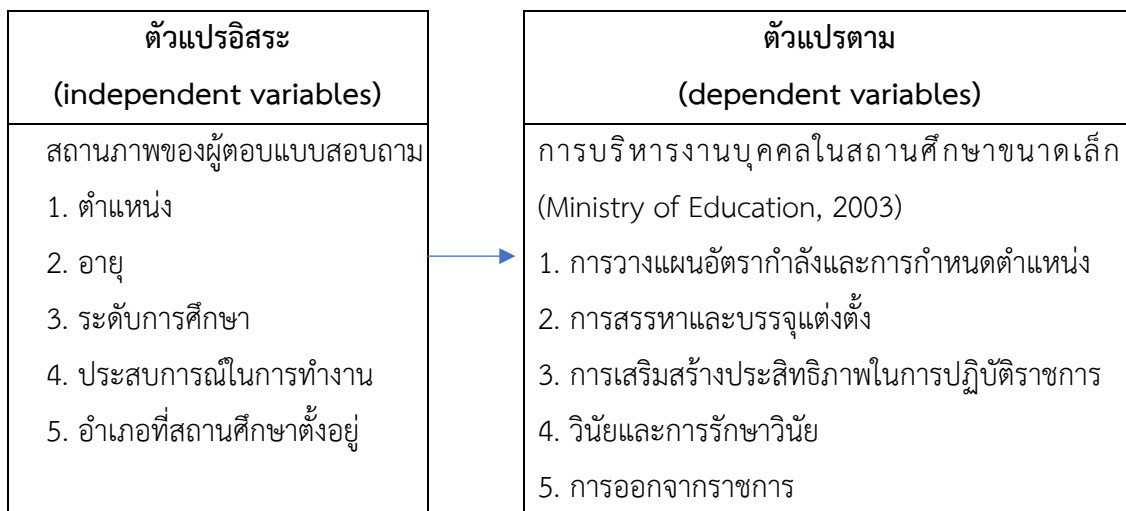 ตัวแปรอิสระ
(independent variables)
สถานภาพของผู้ตอบแบบสอบถาม
1. ตำแหน่ง
2. อายุ
3. ระดับการศึกษา
4. ประสบการณ์ในการทำงาน
5. อำเภอที่สถานศึกษาตั้งอยู่
ตัวแปรตาม
(dependent variables)
การบริหารงานบุคคลในสถานศึกษาขนาดเล็ก
(Ministry of Education, 2003)
1. การวางแผนอัตรากำลังและการกำหนดตำแหน่ง
2. การสรรหาและบรรจุแต่งตั้ง
3. การเสริมสร้างประสิทธิภาพในการปฏิบัติราชการ
4. วินัยและการรักษาวินัย
5. การออกจากราชการ